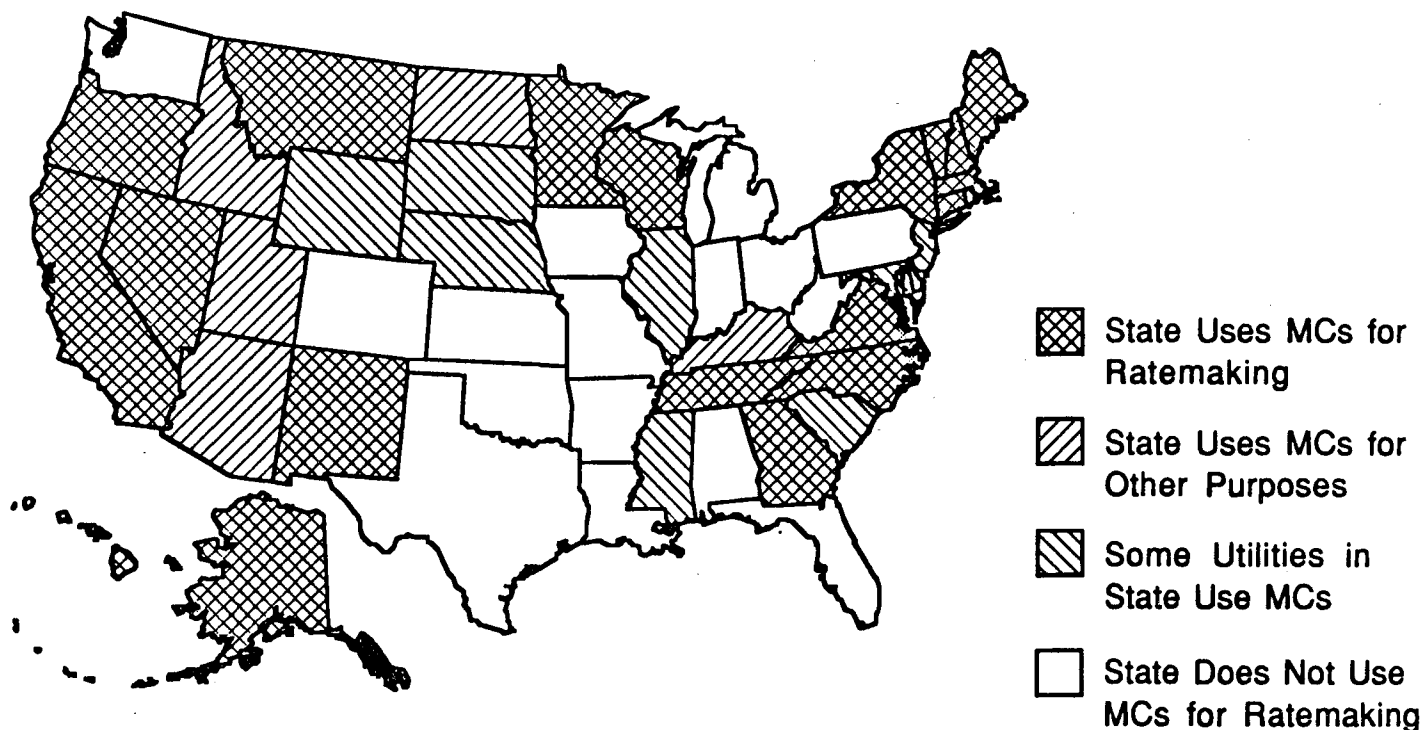 State Uses MCs for
Ratemaking
State Uses MCs for
Other Purposes
Some Utilities in
State Use MCs
State Does Not Use
MCs for Ratemaking